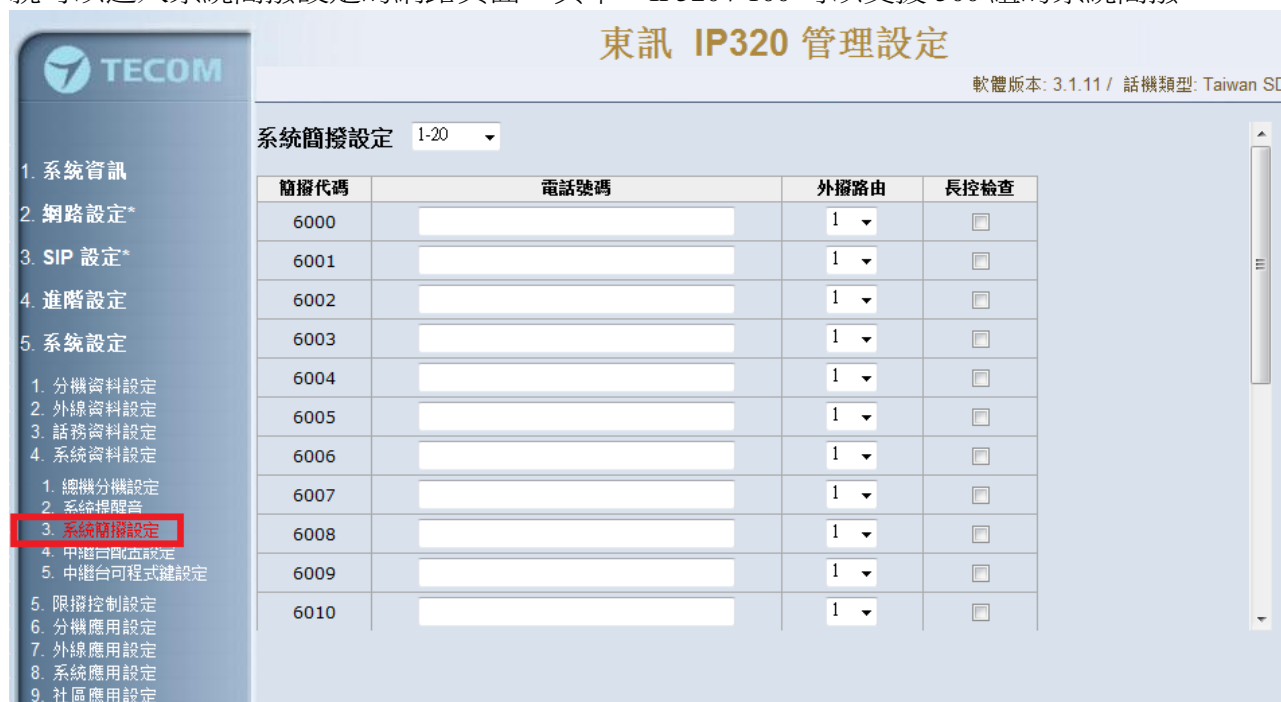 東訊 IP320 管理設定
TECOM
軟體版本: 3.1.11 / 話機類型: Taiwan SD
系統簡撥設定 1-20
1. 系統資訊
2. 網路設定*
3. SIP 設定*
4. 進階設定
5. 系統設定
1. 分機資料設定
2. 外線資料設定
3. 話務資料設定
4. 系統資料設定
1. 總機分機設定
2. 系統提醒音
3. 系統簡撥設定
4. 中繼台配置設定
5. 中繼台可程式鍵設定
5. 限撥控制設定
6. 分機應用設定
7. 外線應用設定
8. 系統應用設定
9. 社區應用設定
簡撥代碼 電話號碼 外撥路由 長控檢查
6000 1
6001 1
6002 1
6003 1
6004 1
6005 1
6006 1
6007 1
6008 1
6009 1
6010 1